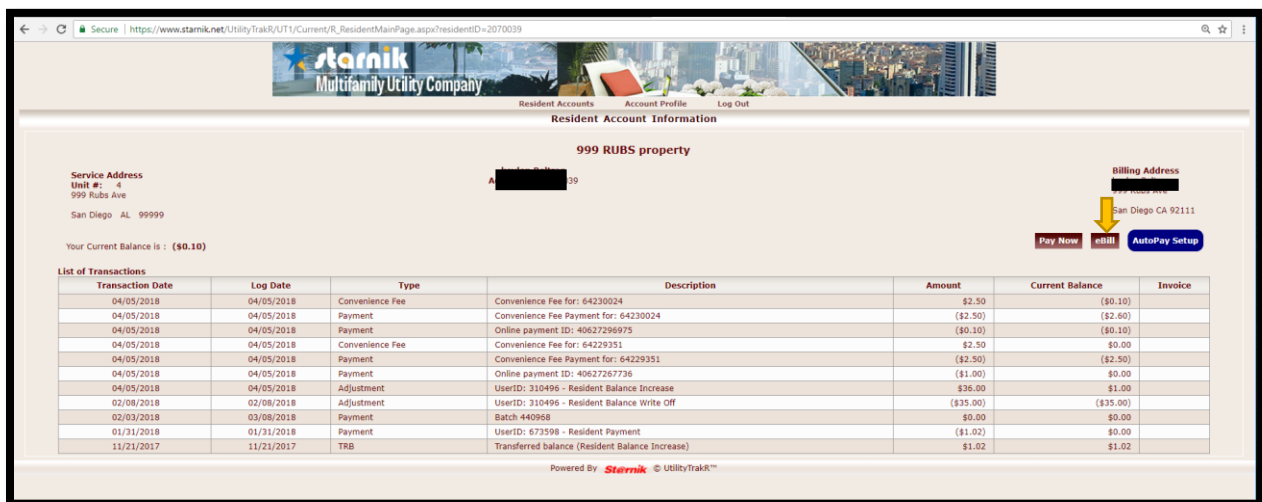 Secure | https://www.starnik.net/UtilityTrakR/UT1/Current/R_ResidentMainPage.aspx?residentID=2070039
starnik
Multifamily Utility Company
Resident Accounts Account Profile Log Out
Resident Account Information
999 RUBS property
Service Address
Unit #: 4
999 Rubs Ave
San Diego AL 99999
39
Billing Address
San Diego CA 92111
Your Current Balance is : ($0.10)
Pay Now eBill AutoPay Setup
List of Transactions
Transaction Date Log Date Type Description Amount Current Balance Invoice
04/05/2018 04/05/2018 Convenience Fee Convenience Fee for: 64230024 $2.50 ($0.10)
04/05/2018 04/05/2018 Payment Convenience Fee Payment for: 64230024 ($2.50) ($2.60)
04/05/2018 04/05/2018 Payment Online payment ID: 40627296975 ($0.10) ($0.10)
04/05/2018 04/05/2018 Convenience Fee Convenience Fee for: 64229351 $2.50 $0.00
04/05/2018 04/05/2018 Payment Convenience Fee Payment for: 64229351 ($2.50) ($2.50)
04/05/2018 04/05/2018 Payment Online payment ID: 40627267736 ($1.00) $0.00
04/05/2018 04/05/2018 Adjustment UserID: 310496 - Resident Balance Increase $36.00 $1.00
02/08/2018 02/08/2018 Adjustment UserID: 310496 - Resident Balance Write Off ($35.00) ($35.00)
02/03/2018 03/08/2018 Payment Batch 440968 $0.00 $0.00
01/31/2018 01/31/2018 Payment UserID: 673598 - Resident Payment ($1.02) $0.00
11/21/2017 11/21/2017 TRB Transferred balance (Resident Balance Increase) $1.02 $1.02
Powered By Starnik © UtilityTrakR™